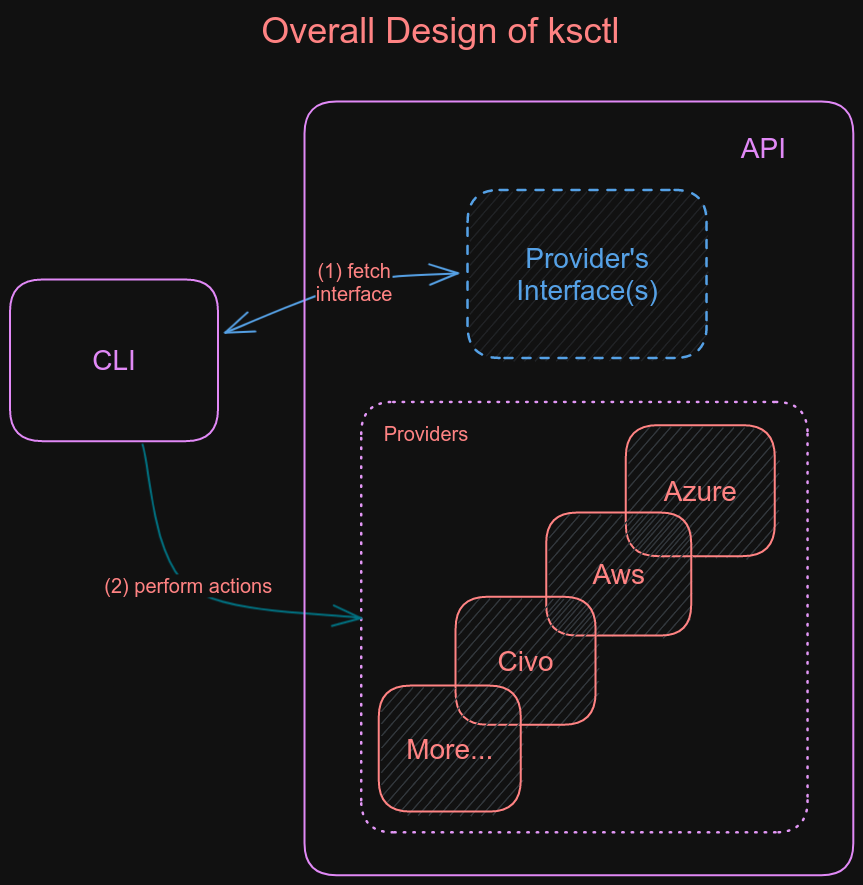 Overall Design of ksctl
API
Provider's
Interface(s)
(1) fetch
interface
CLI
Providers
Azure
Aws
(2) perform actions
Civo
More...